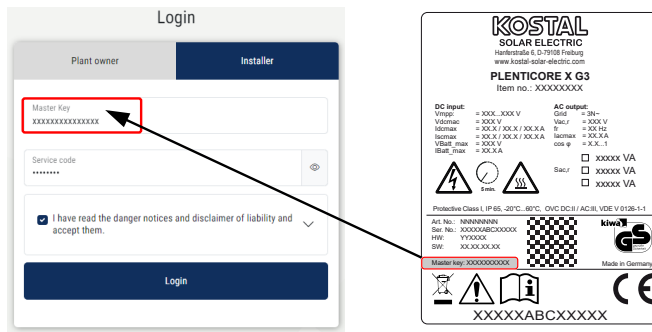 Login
Plant owner
Installer
Master Key
xxxxxxxxxxxxxxx
Service code
••••••••
I have read the danger notices and disclaimer of liability and
accept them.
Login
KOSTAL
SOLAR ELECTRIC
Hanferstraße 6, D-79108 Freiburg
www.kostal-solar-electric.com
PLENTICORE X G3
Item no.: XXXXXXXX
DC input:
Vmpp: = XXX...XXX V
Vdcmac = XXX V
Idcmax = XX.X / XX.X / XX.X A
Iscmax = XX.X / XX.X / XX.X A
VBatt_max = XXX V
IBatt_max = XX.X A
AC output:
Grid = 3N~
Vac,r = XXX V
fr = XX Hz
Iacmax = XX.X A
cos φ = X.X...1
Sac,r
xxxxx VA
xxxxx VA
xxxxx VA
5 min.
Protective Class I, IP 65, -20°C...60°C, OVC DC:II / AC:III, VDE V 0126-1-1
Art. No.: NNNNNNNN
Ser. No.: XXXXXABCXXXXX
HW: YYXXXX
SW: XX.XX.XX.XX
Master key: XXXXXXXXXX
kiwa
GS
Made in Germany
CE
XXXXXXABCXXXXX